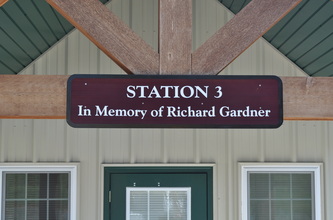 STATION 3
In Memory of Richard Gardner